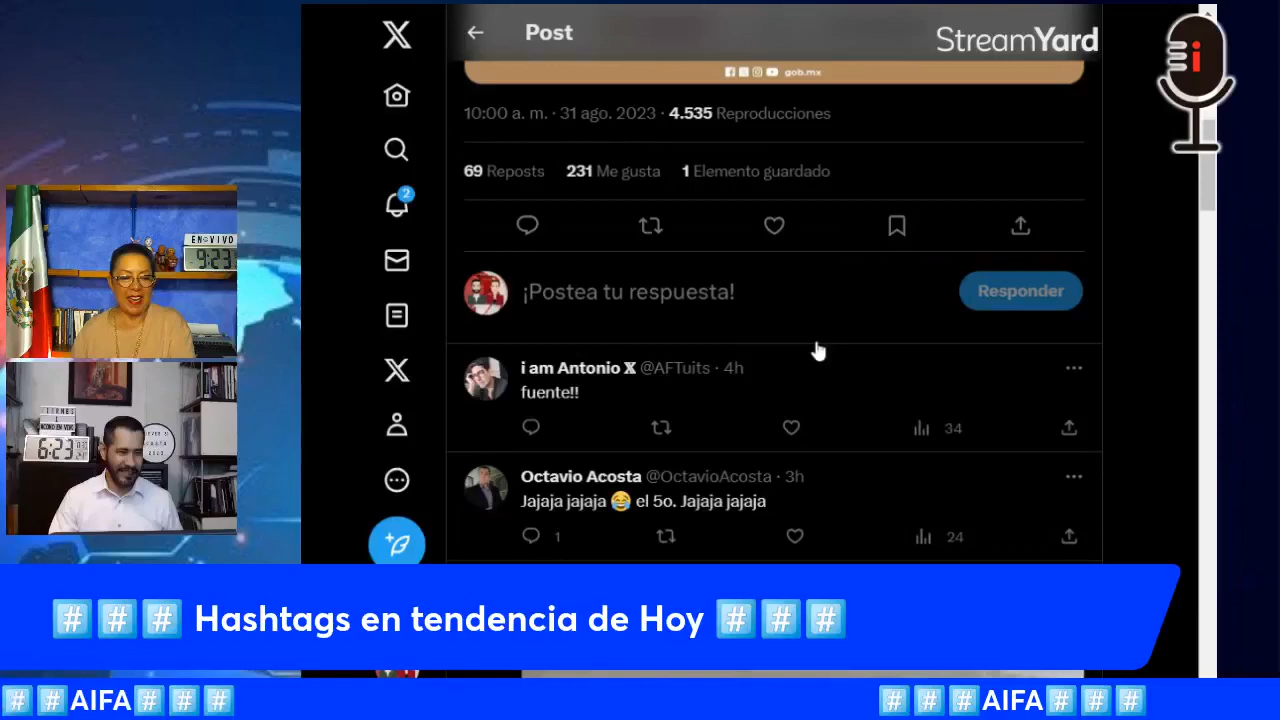 Post
StreamYard
i
gob.mx
10:00 a. m. · 31 ago. 2023 · 4.535 Reproducciones
69 Reposts 231 Me gusta 1 Elemento guardado
2
¡Postea tu respuesta!
Responder
EN VIVO
9:23
6:23
i am Antonio X @AFTuits · 4h
fuente!!
34
Octavio Acosta @OctavioAcosta · 3h
Jajaja jajaja 😂 el 5o. Jajaja jajaja
1 24
#️⃣#️⃣#️⃣ Hashtags en tendencia de Hoy #️⃣#️⃣#️⃣
#️⃣#️⃣AIFA#️⃣#️⃣#️⃣ #️⃣#️⃣#️⃣AIFA#️⃣#️⃣#️⃣